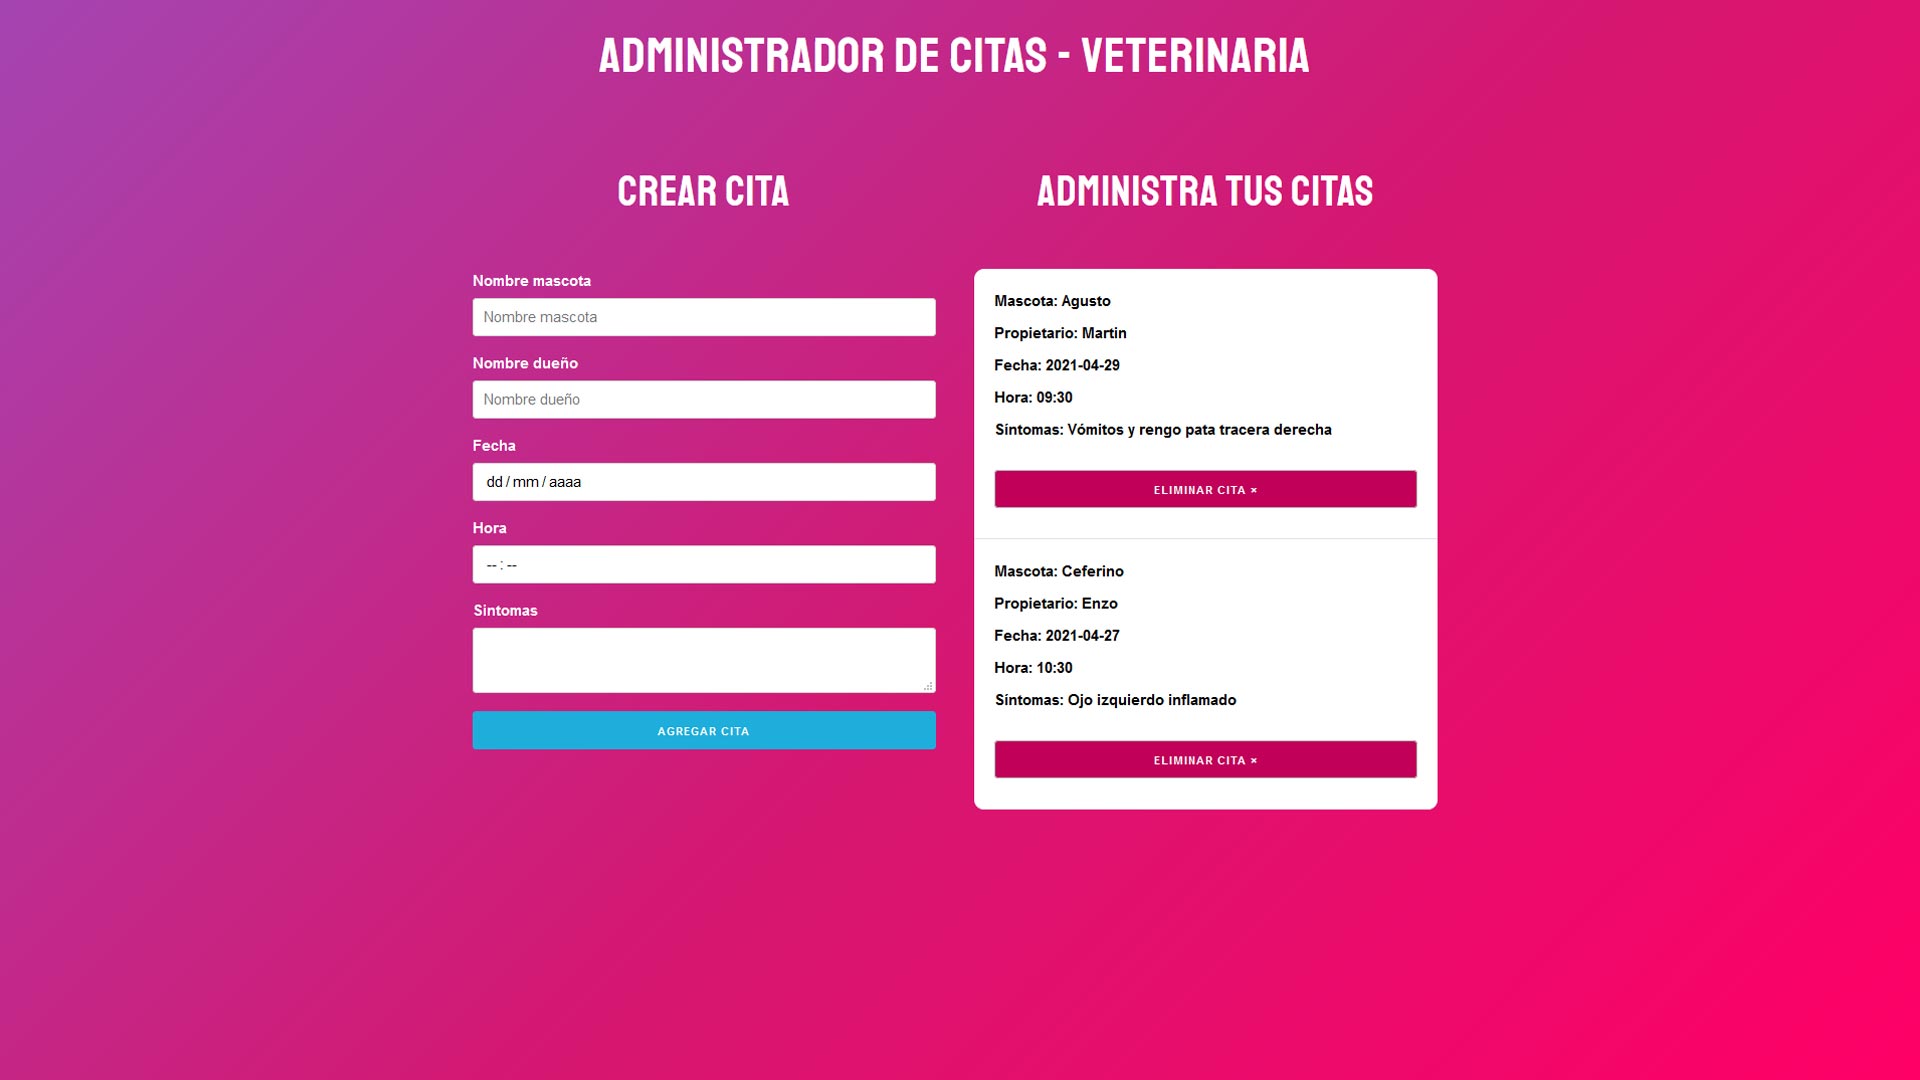 ADMINISTRADOR DE CITAS - VETERINARIA
CREAR CITA
Nombre mascota
Nombre mascota
Nombre dueño
Nombre dueño
Fecha
dd/mm/aaaa
Hora
--:--
Sintomas
AGREGAR CITA
ADMINISTRA TUS CITAS
Mascota: Agusto
Propietario: Martin
Fecha: 2021-04-29
Hora: 09:30
Síntomas: Vómitos y rengo pata tracera derecha
ELIMINAR CITA ×
Mascota: Ceferino
Propietario: Enzo
Fecha: 2021-04-27
Hora: 10:30
Síntomas: Ojo izquierdo inflamado
ELIMINAR CITA ×